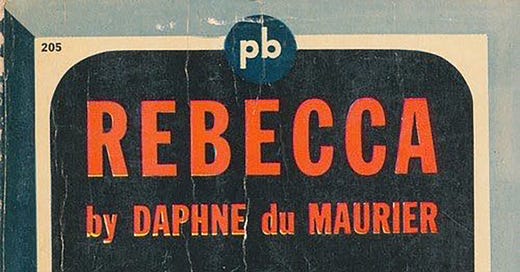 205
pb
REBECCA
by DAPHNE du MAURIER